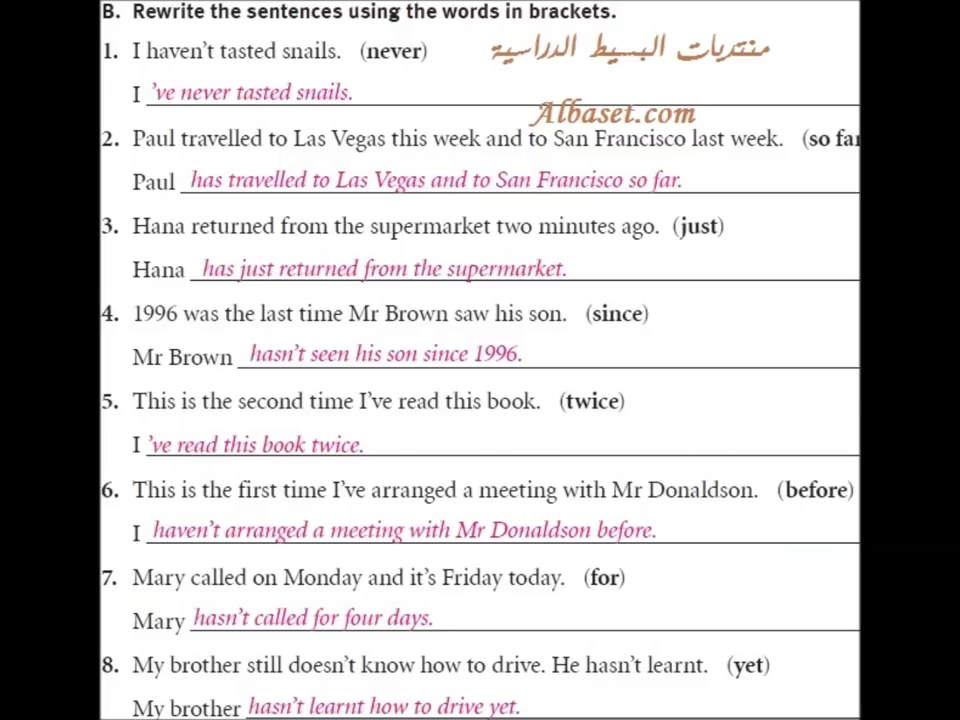 B. Rewrite the sentences using the words in brackets.
1. I haven't tasted snails. (never)
منتديات البسيط الدراسية
I 've never tasted snails.
Albaset.com
2. Paul travelled to Las Vegas this week and to San Francisco last week. (so far
Paul has travelled to Las Vegas and to San Francisco so far.
3. Hana returned from the supermarket two minutes ago. (just)
Hana has just returned from the supermarket.
4. 1996 was the last time Mr Brown saw his son. (since)
Mr Brown hasn't seen his son since 1996.
5. This is the second time I've read this book. (twice)
I 've read this book twice.
6. This is the first time I've arranged a meeting with Mr Donaldson. (before)
I haven't arranged a meeting with Mr Donaldson before.
7. Mary called on Monday and it's Friday today. (for)
Mary hasn't called for four days.
8. My brother still doesn't know how to drive. He hasn't learnt. (yet)
My brother hasn't learnt how to drive yet.